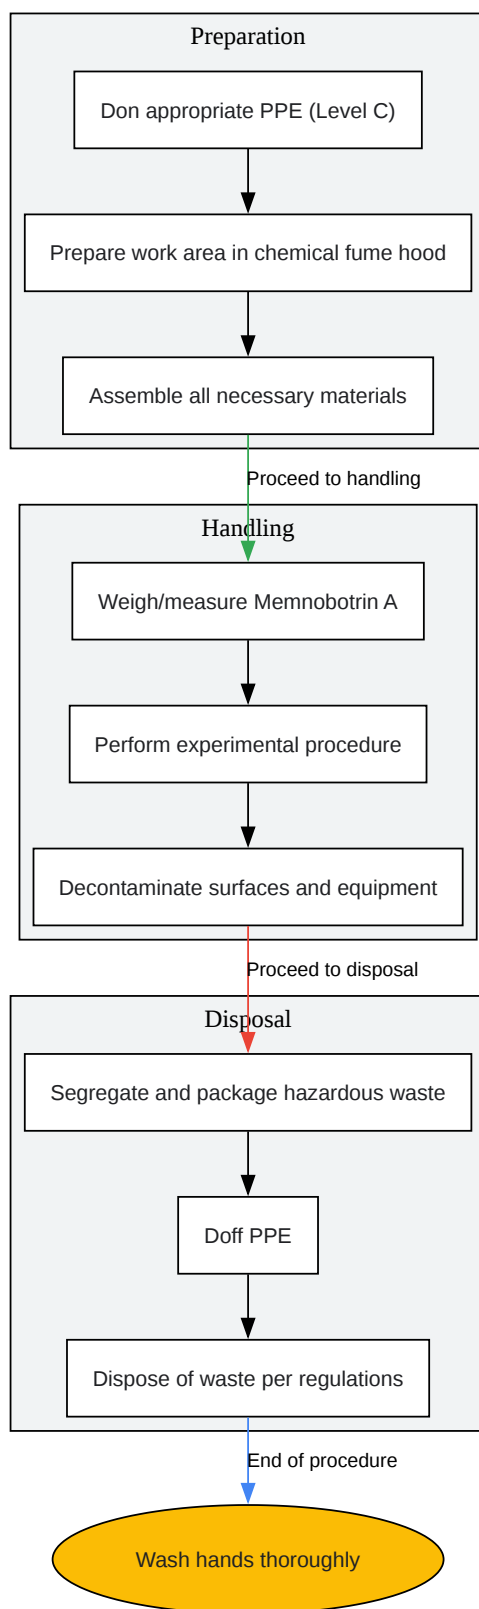 Preparation
Don appropriate PPE (Level C)
Prepare work area in chemical fume hood
Assemble all necessary materials
Proceed to handling
Handling
Weigh/measure Memnobotrin A
Perform experimental procedure
Decontaminate surfaces and equipment
Proceed to disposal
Disposal
Segregate and package hazardous waste
Doff PPE
Dispose of waste per regulations
End of procedure
Wash hands thoroughly